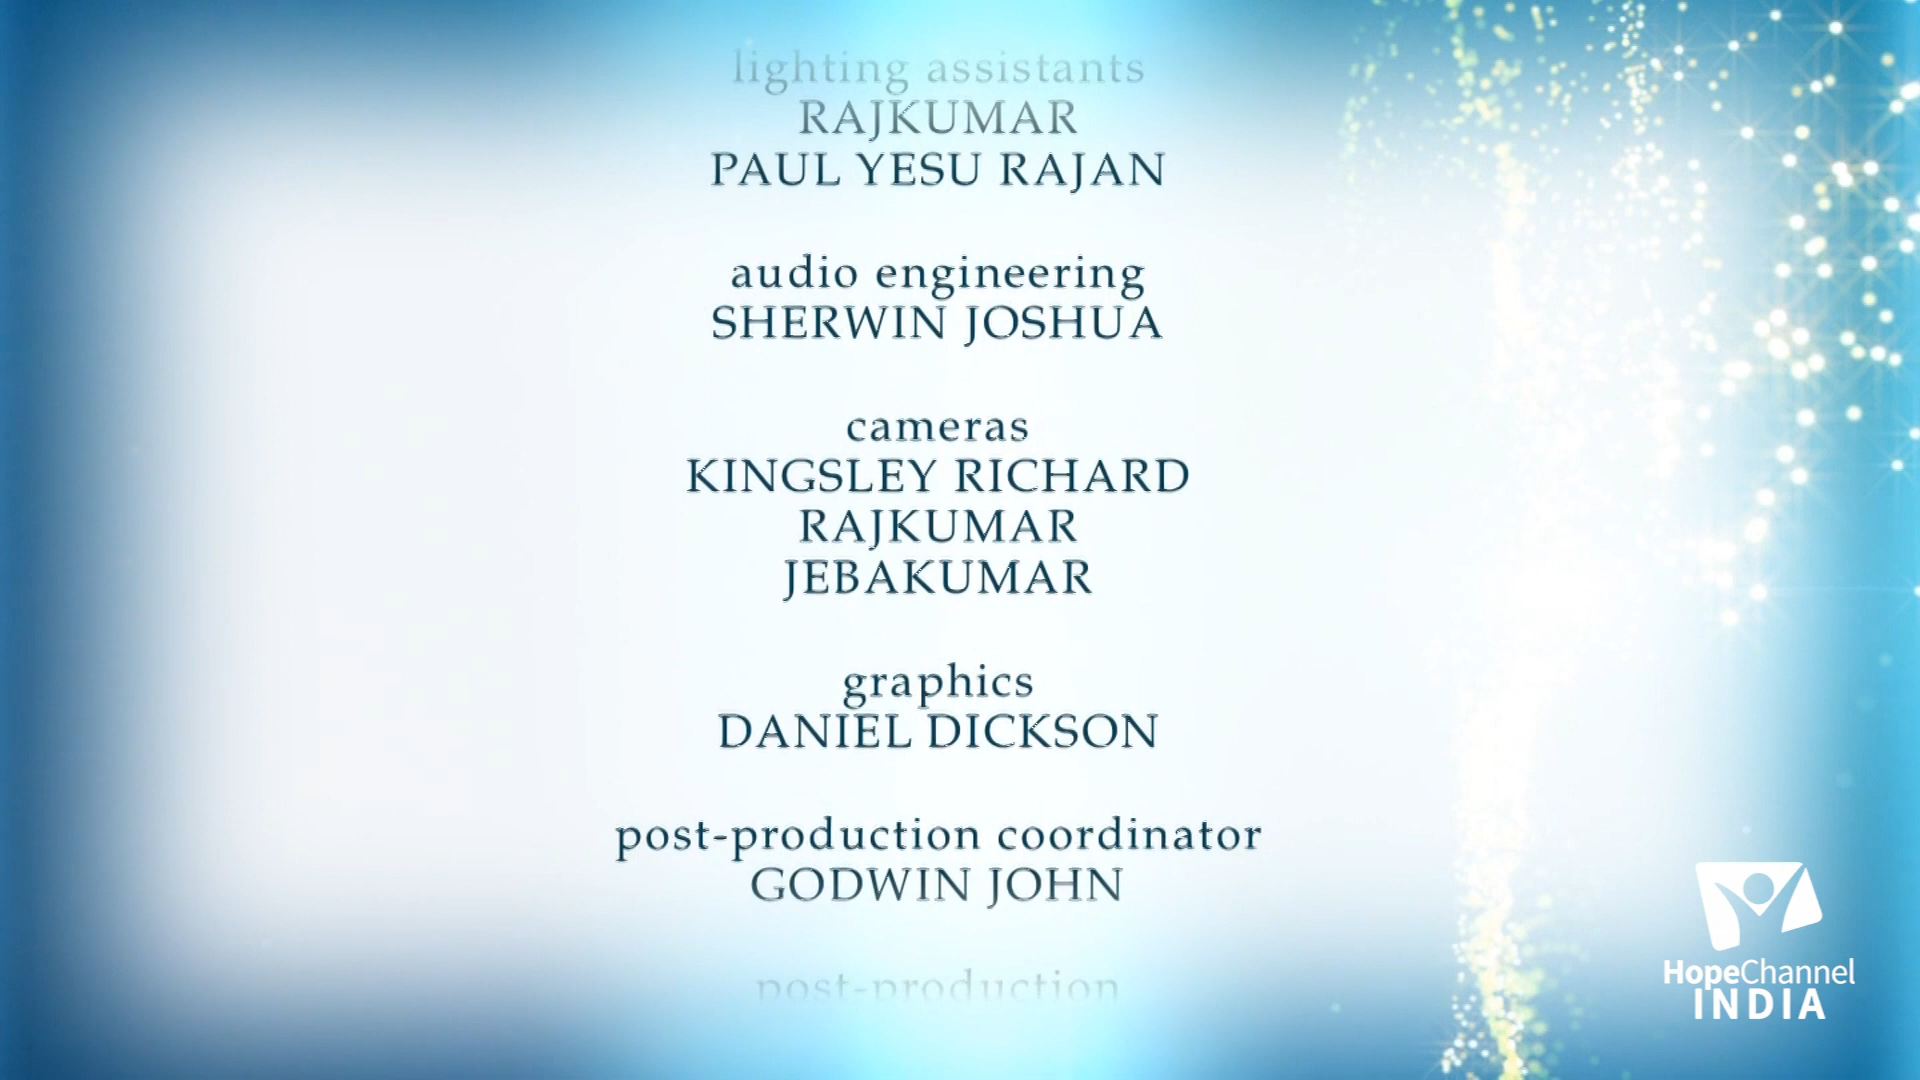 lighting assistants
RAJKUMAR
PAUL YESU RAJAN
audio engineering
SHERWIN JOSHUA
cameras
KINGSLEY RICHARD
RAJKUMAR
JEBAKUMAR
graphics
DANIEL DICKSON
post-production coordinator
GODWIN JOHN
post-production
HopeChannel
INDIA